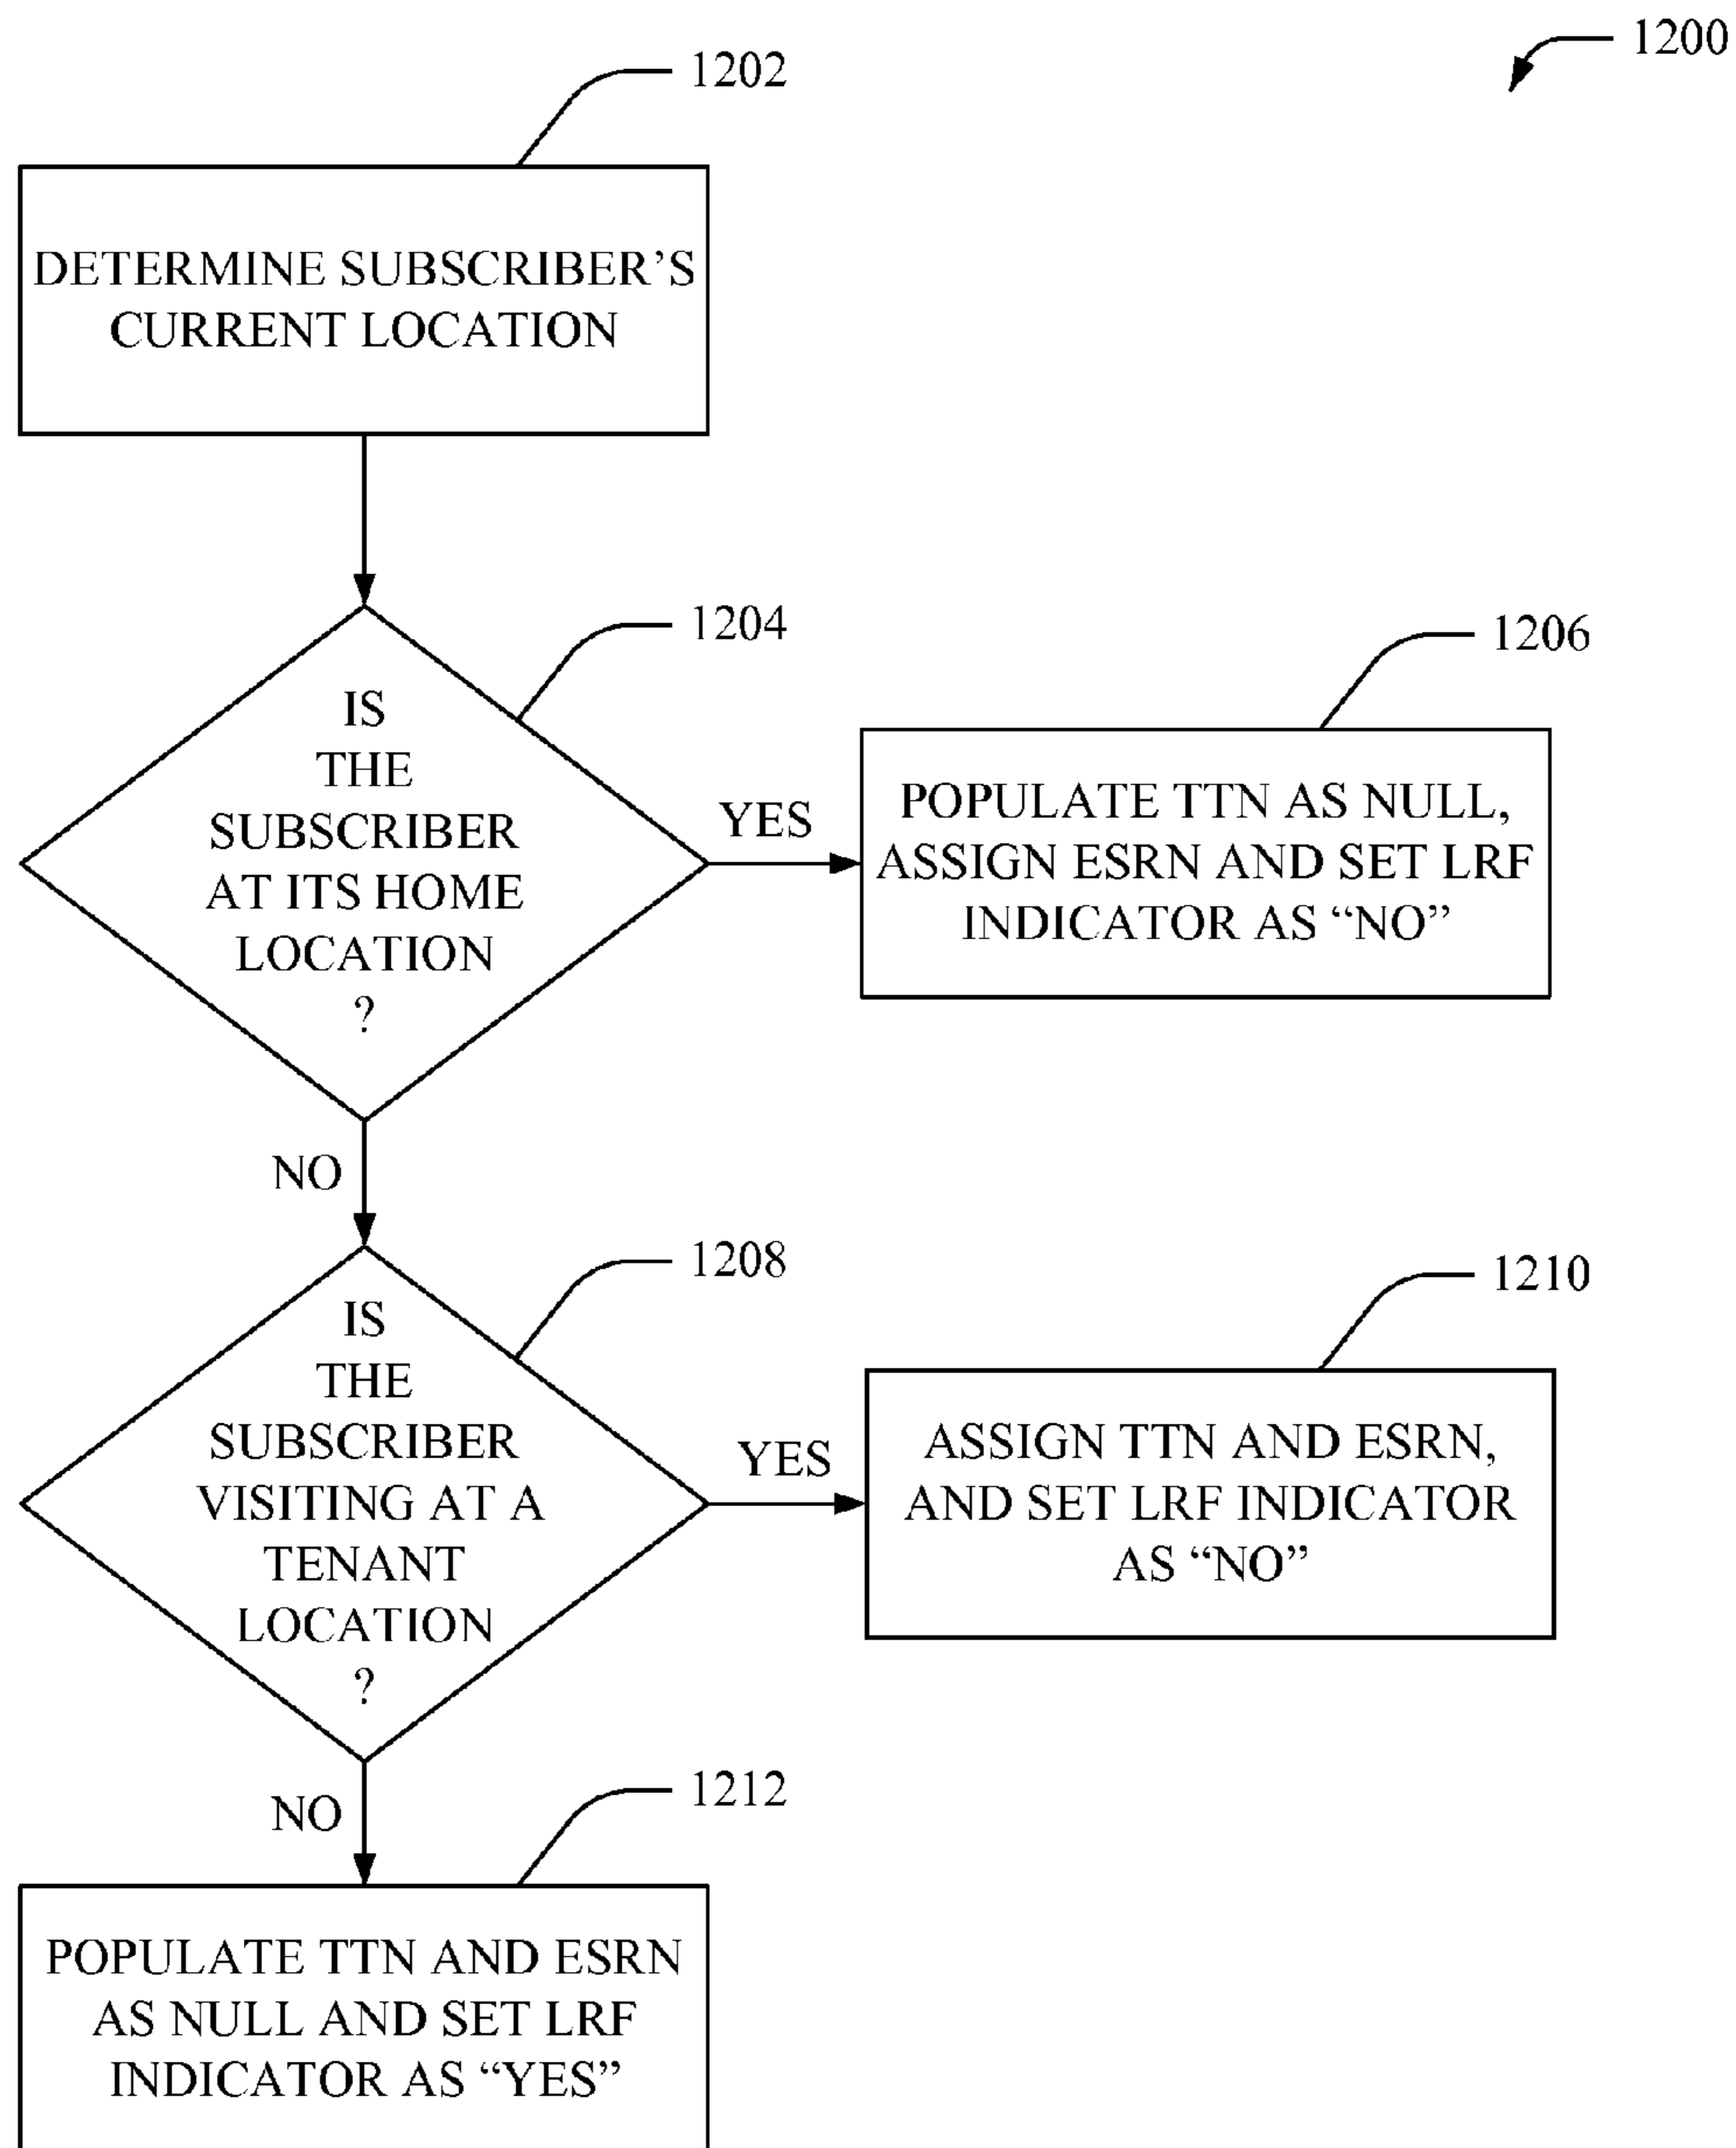 1200
1202
DETERMINE SUBSCRIBER'S
CURRENT LOCATION
1204
IS
THE
SUBSCRIBER
AT ITS HOME
LOCATION
?
YES
1206
POPULATE TTN AS NULL,
ASSIGN ESRN AND SET LRF
INDICATOR AS “NO”
NO
1208
IS
THE
SUBSCRIBER
VISITING AT A
TENANT
LOCATION
?
YES
1210
ASSIGN TTN AND ESRN,
AND SET LRF INDICATOR
AS “NO”
NO
1212
POPULATE TTN AND ESRN
AS NULL AND SET LRF
INDICATOR AS “YES”